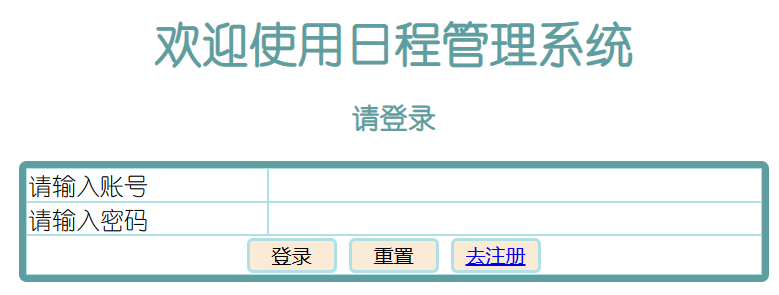 欢迎使用日程管理系统
请登录
请输入账号
请输入密码
登录 重置 去注册